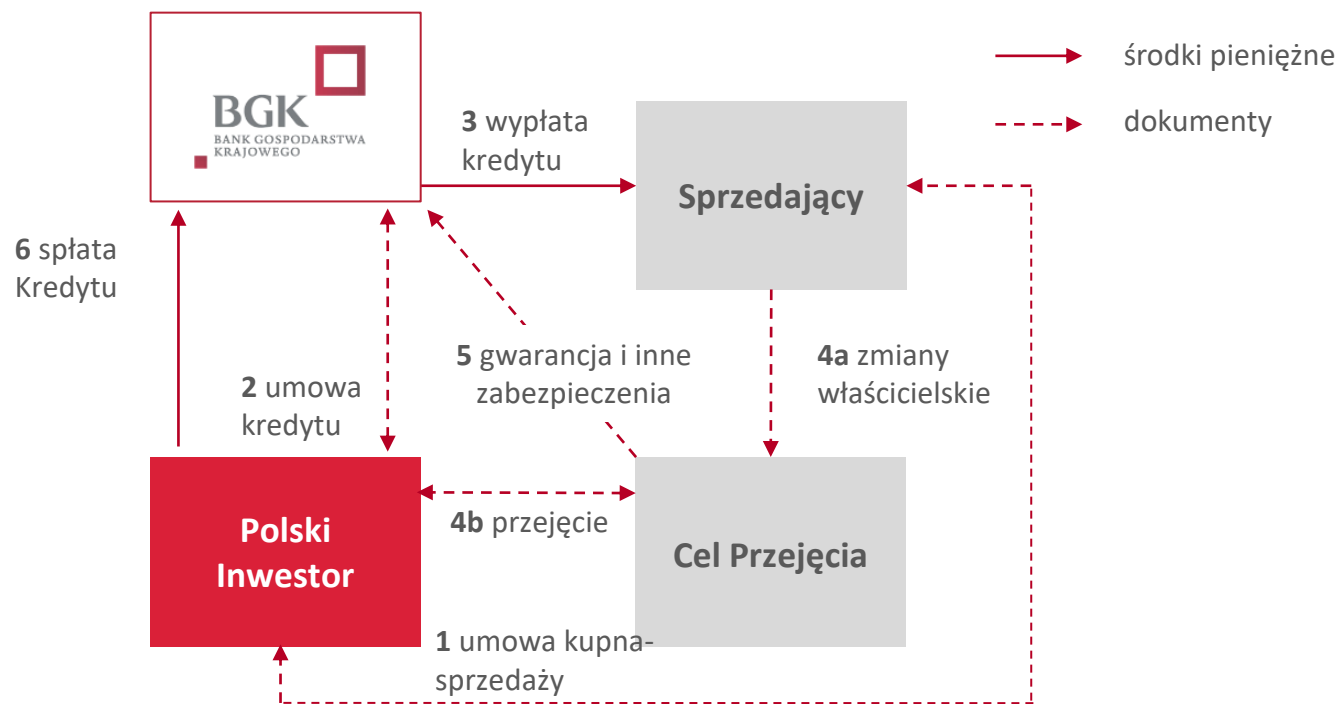 BGK
BANK GOSPODARSTWA
KRAJOWEGO
środki pieniężne
dokumenty
3 wypłata
kredytu
Sprzedający
6 spłata
Kredytu
5 gwarancja i inne
zabezpieczenia
4a zmiany
właścicielskie
2 umowa
kredytu
4b przejęcie
Polski
Inwestor
Cel Przejęcia
1 umowa kupna-
sprzedaży